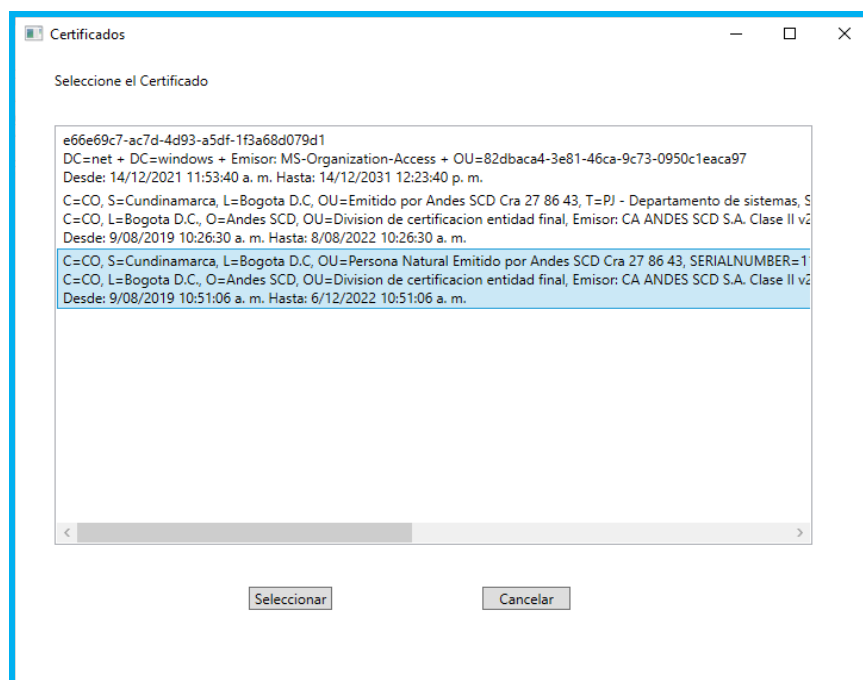 Certificados
Seleccione el Certificado
e66e69c7-ac7d-4d93-a5df-1f3a68d079d1
DC=net + DC=windows + Emisor: MS-Organization-Access + OU=82dbaca4-3e81-46ca-9c73-0950c1eaca97
Desde: 14/12/2021 11:53:40 a. m. Hasta: 14/12/2031 12:23:40 p. m.
C=CO, S=Cundinamarca, L=Bogota D.C, OU=Emitido por Andes SCD Cra 27 86 43, T=PJ - Departamento de sistemas, S
C=CO, L=Bogota D.C., O=Andes SCD, OU=Division de certificacion entidad final, Emisor: CA ANDES SCD S.A. Clase II v2
Desde: 9/08/2019 10:26:30 a. m. Hasta: 8/08/2022 10:26:30 a. m.
C=CO, S=Cundinamarca, L=Bogota D.C, OU=Persona Natural Emitido por Andes SCD Cra 27 86 43, SERIALNUMBER=1
C=CO, L=Bogota D.C., O=Andes SCD, OU=Division de certificacion entidad final, Emisor: CA ANDES SCD S.A. Clase II v2
Desde: 9/08/2019 10:51:06 a. m. Hasta: 6/12/2022 10:51:06 a. m.
Seleccionar
Cancelar